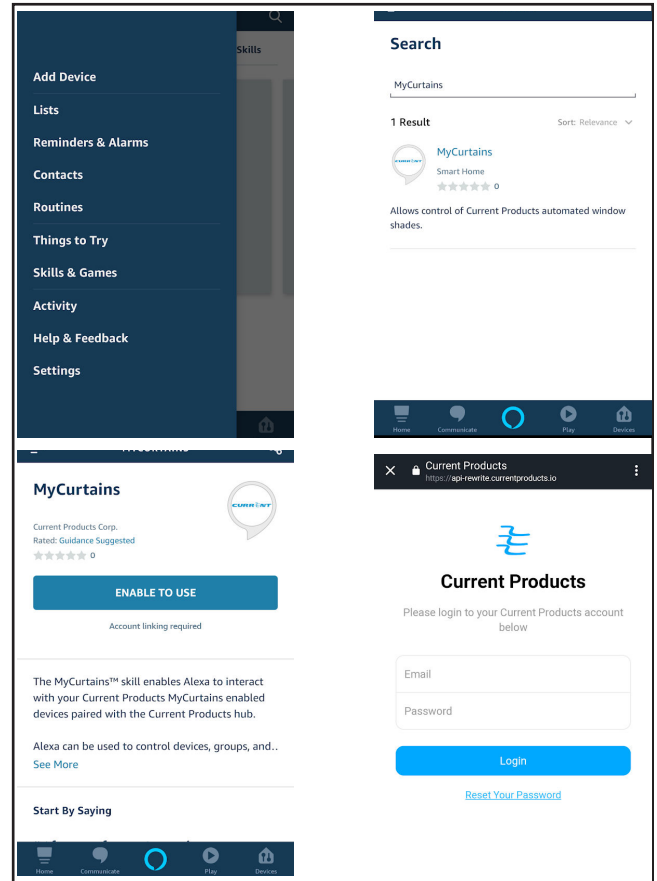 Skills
Add Device
Lists
Reminders & Alarms
Contacts
Routines
Things to Try
Skills & Games
Activity
Help & Feedback
Settings
Search
MyCurtains
1 Result
Sort: Relevance
CURRENT
MyCurtains
Smart Home
0
Allows control of Current Products automated window
shades.
Home
Communicate
Play
Devices
MyCurtains
CURRENT
Current Products Corp.
Rated: Guidance Suggested
0
ENABLE TO USE
Account linking required
The MyCurtains™ skill enables Alexa to interact
with your Current Products MyCurtains enabled
devices paired with the Current Products hub.
Alexa can be used to control devices, groups, and..
See More
Start By Saying
Home
Communicate
Play
Devices
Current Products
https://api-rewrite.currentproducts.io
Current Products
Please login to your Current Products account
below
Email
Password
Login
Reset Your Password